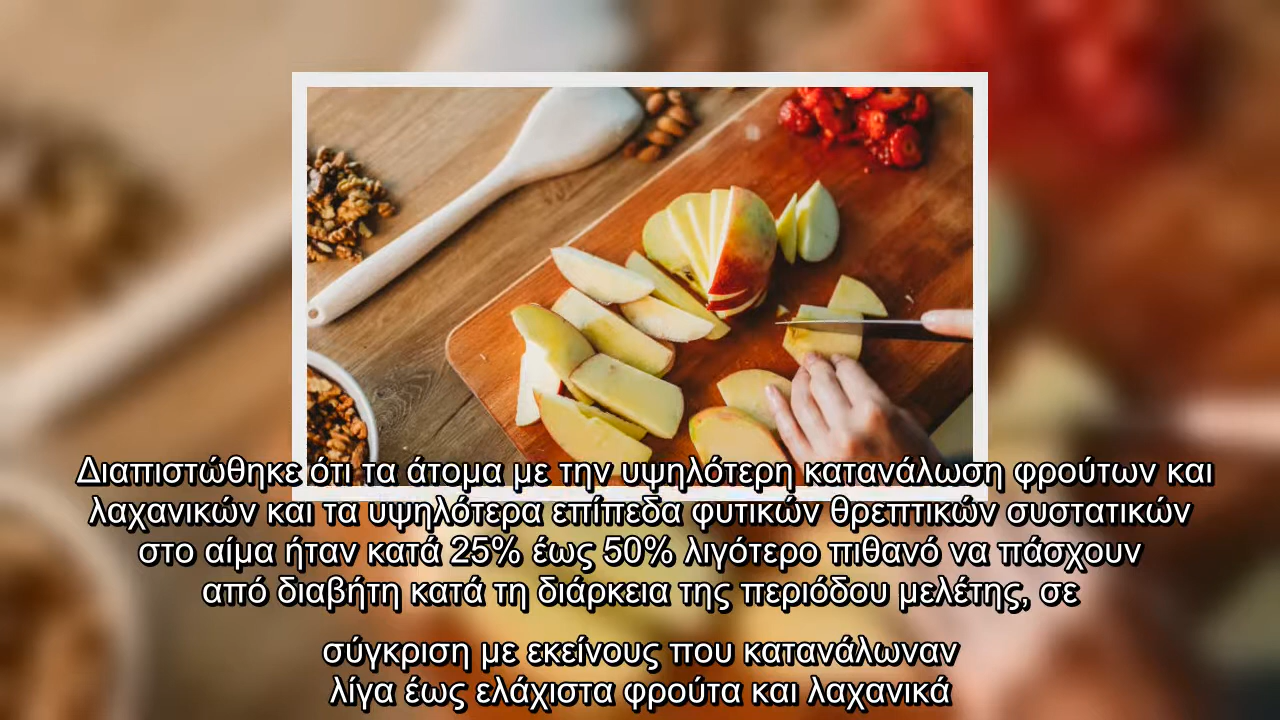 Διαπιστώθηκε ότι τα άτομα με την υψηλότερη κατανάλωση φρούτων και
λαχανικών και τα υψηλότερα επίπεδα φυτικών θρεπτικών συστατικών
στο αίμα ήταν κατά 25% έως 50% λιγότερο πιθανό να πάσχουν
από διαβήτη κατά τη διάρκεια της περιόδου μελέτης, σε
σύγκριση με εκείνους που κατανάλωναν
λίγα έως ελάχιστα φρούτα και λαχανικά